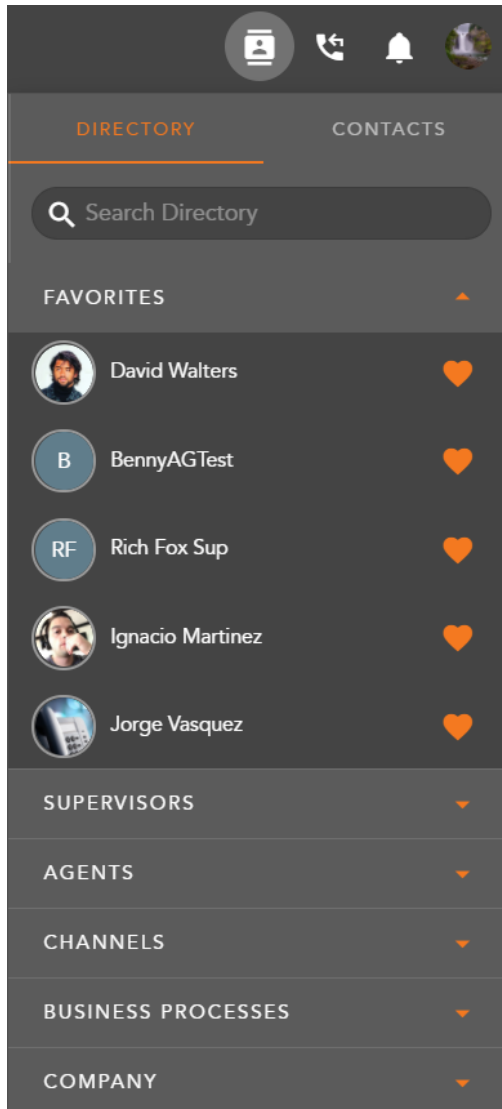 DIRECTORY CONTACTS
Search Directory
FAVORITES
David Walters
B BennyAGTest
RF Rich Fox Sup
Ignacio Martinez
Jorge Vasquez
SUPERVISORS
AGENTS
CHANNELS
BUSINESS PROCESSES
COMPANY